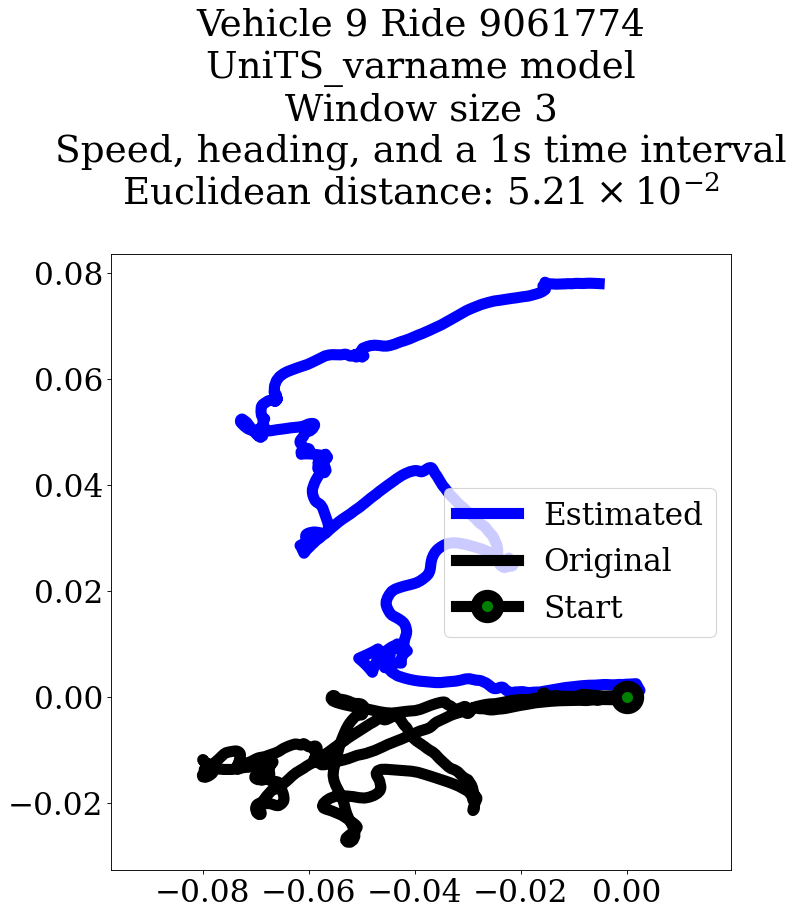 Vehicle 9 Ride 9061774
UniTS_varname model
Window size 3
Speed, heading, and a 1s time interval
Euclidean distance: 5.21 × 10⁻²
0.08
0.06
0.04
0.02
0.00
−0.02
Estimated
Original
Start
−0.08 −0.06 −0.04 −0.02 0.00